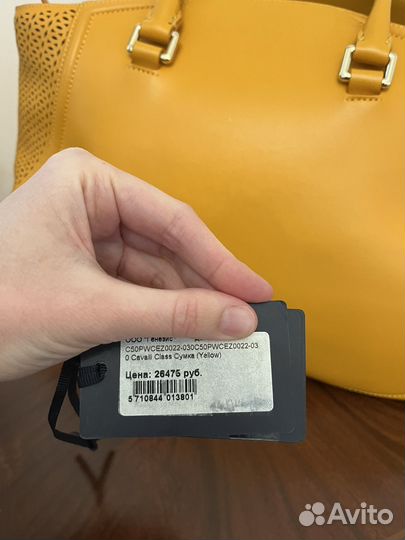 ООО "Генезис"
C50PWCEZ0022-030C50PWCEZ0022-03
0 Cavalli Class Сумка (Yellow)
Цена: 26475 руб.
5 710844 013801
Avito